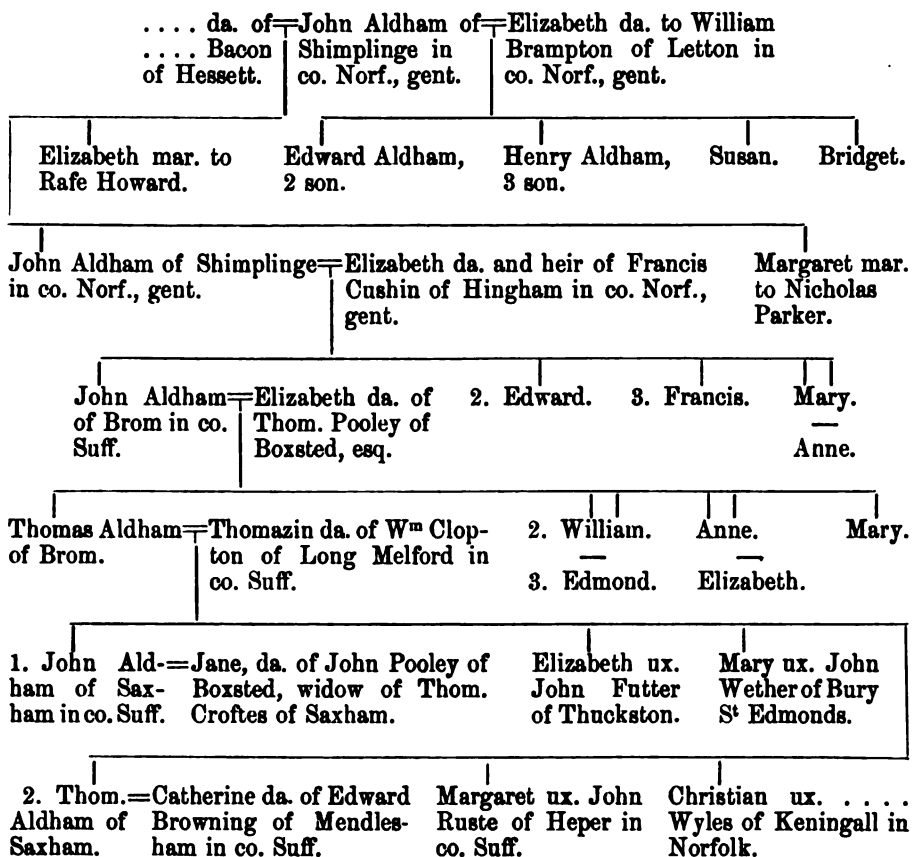 . . . . da. of John Aldham of Elizabeth da. to William
. . . . Bacon Shimplinge in Brampton of Letton in
of Hessett. co. Norf., gent. co. Norf., gent.
Elizabeth mar. to Edward Aldham, Henry Aldham, Susan. Bridget.
Rafe Howard. 2 son. 3 son.
John Aldham of Shimplinge Elizabeth da. and heir of Francis Margaret mar.
in co. Norf., gent. Cushin of Hingham in co. Norf., to Nicholas
gent. Parker.
John Aldham Elizabeth da. of 2. Edward. 3. Francis. Mary.
of Brom in co. Thom. Pooley of
Suff. Boxsted, esq. Anne.
Thomas Aldham Thomazin da. of Wᵐ Clop- 2. William. Anne. Mary.
of Brom. ton of Long Melford in
co. Suff. 3. Edmond. Elizabeth.
1. John Ald-=Jane, da. of John Pooley of Elizabeth ux. Mary ux. John
ham of Sax- Boxsted, widow of Thom. John Futter Wether of Bury
ham in co. Suff. Croftes of Saxham. of Thuckston. Sᵗ Edmonds.
2. Thom.=Catherine da. of Edward Margaret ux. John Christian ux. . . . .
Aldham of Browning of Mendles- Ruste of Heper in Wyles of Keningall in
Saxham. ham in co. Suff. co. Suff. Norfolk.